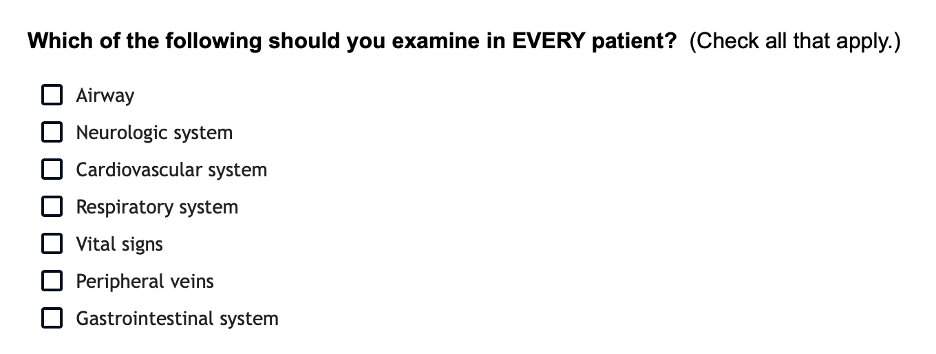 Which of the following should you examine in EVERY patient? (Check all that apply.)
Airway
Neurologic system
Cardiovascular system
Respiratory system
Vital signs
Peripheral veins
Gastrointestinal system